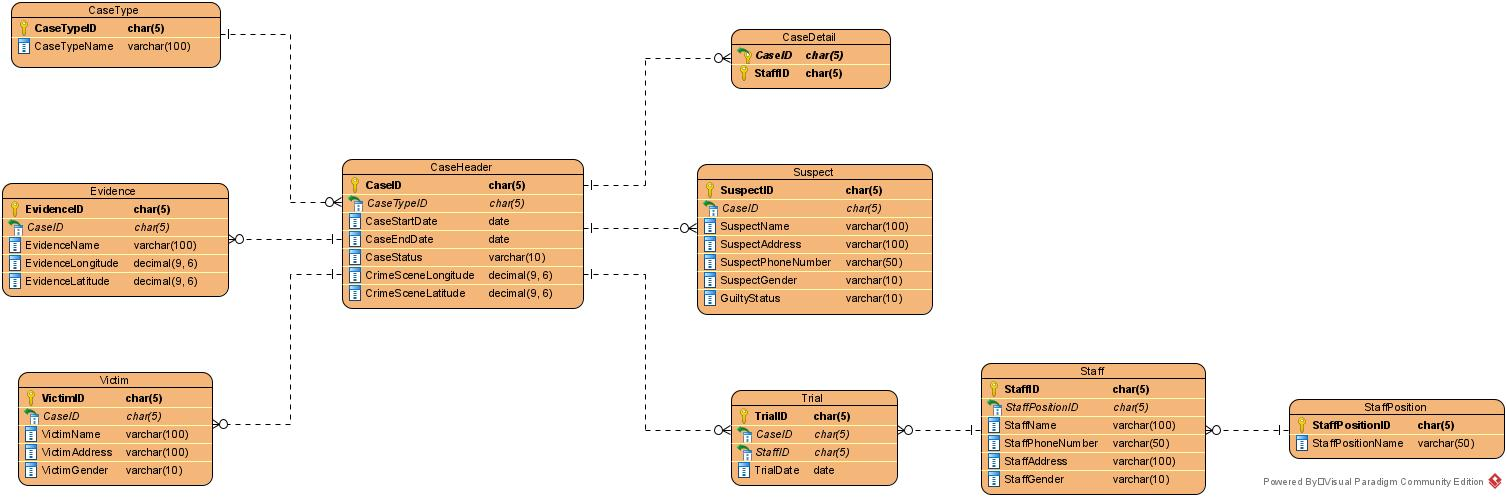 CaseType
CaseTypeID char(5)
CaseTypeName varchar(100)
CaseDetail
CaseID char(5)
StaffID char(5)
CaseHeader
CaseID char(5)
CaseTypeID char(5)
CaseStartDate date
CaseEndDate date
CaseStatus varchar(10)
CrimeSceneLongitude decimal(9, 6)
CrimeSceneLatitude decimal(9, 6)
Suspect
SuspectID char(5)
CaseID char(5)
SuspectName varchar(100)
SuspectAddress varchar(100)
SuspectPhoneNumber varchar(50)
SuspectGender varchar(10)
GuiltyStatus varchar(10)
Evidence
EvidenceID char(5)
CaseID char(5)
EvidenceName varchar(100)
EvidenceLongitude decimal(9, 6)
EvidenceLatitude decimal(9, 6)
Victim
VictimID char(5)
CaseID char(5)
VictimName varchar(100)
VictimAddress varchar(100)
VictimGender varchar(10)
Trial
TrialID char(5)
CaseID char(5)
StaffID char(5)
TrialDate date
Staff
StaffID char(5)
StaffPositionID char(5)
StaffName varchar(100)
StaffPhoneNumber varchar(50)
StaffAddress varchar(100)
StaffGender varchar(10)
StaffPosition
StaffPositionID char(5)
StaffPositionName varchar(50)
Powered By Visual Paradigm Community Edition